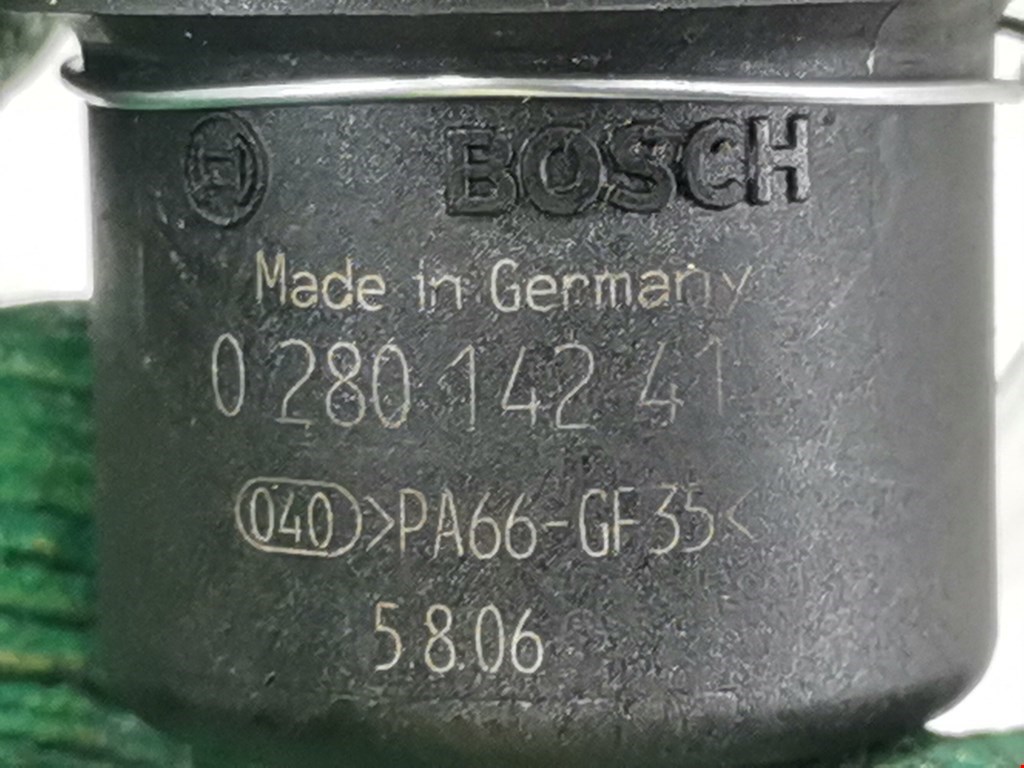 BOSCH
Made in Germany
0 280 142 41
040 >PA66-GF35<
5.8.06